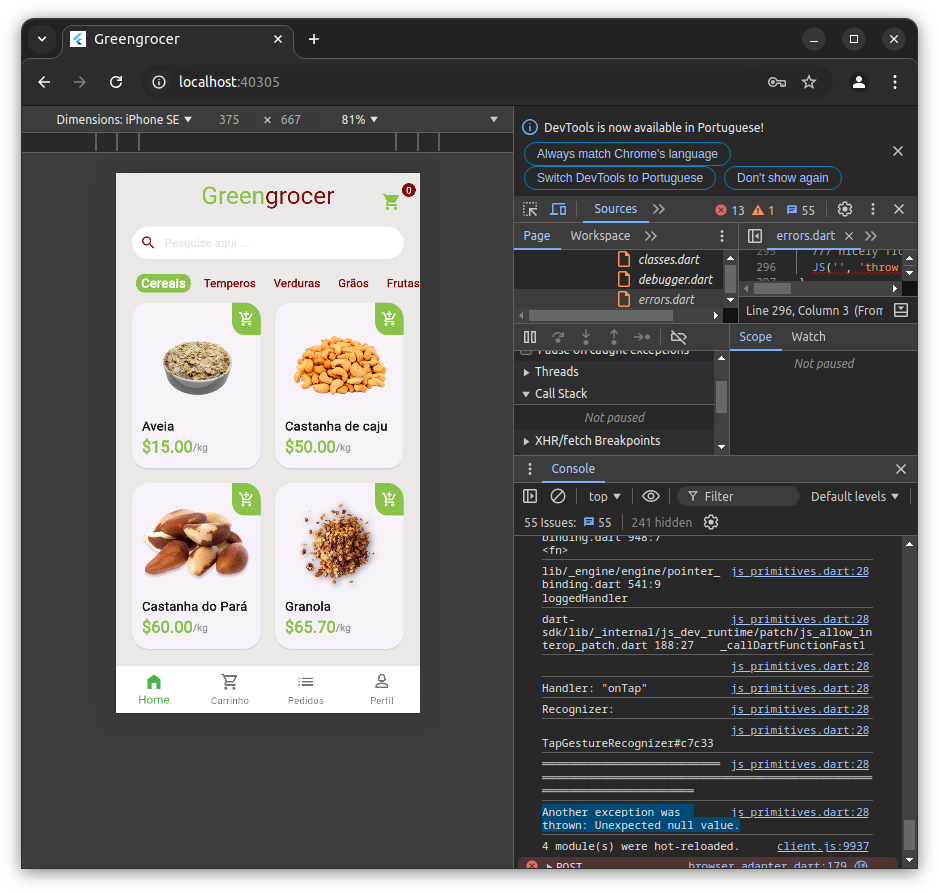 Greengrocer
localhost:40305
Dimensions: iPhone SE 375 × 667 81%
Greengrocer
0
Pesquise aqui....
Cereais Temperos Verduras Grãos Frutas
Aveia
$15.00/kg
Castanha de caju
$50.00/kg
Castanha do Pará
$60.00/kg
Granola
$65.70/kg
Home Carrinho Pedidos Perfil
DevTools is now available in Portuguese!
Always match Chrome's language
Switch DevTools to Portuguese Don't show again
Sources 13 1 55
Page Workspace errors.dart
classes.dart
debugger.dart
errors.dart
295 /// nicely
296 JS('', 'throw
297 }
Line 296, Column 3 (From
Pause on caught exceptions
Threads
Call Stack
Not paused
XHR/fetch Breakpoints
Scope Watch
Not paused
Console
top Filter Default levels
55 Issues: 55 241 hidden
binding.dart 948:7
<fn>
lib/_engine/engine/pointer_ js_primitives.dart:28
binding.dart 541:9
loggedHandler
dart- js_primitives.dart:28
sdk/lib/_internal/js_dev_runtime/patch/js_allow_in
terop_patch.dart 188:27 _callDartFunctionFast1
js_primitives.dart:28
Handler: "onTap" js_primitives.dart:28
Recognizer: js_primitives.dart:28
js_primitives.dart:28
TapGestureRecognizer#c7c33
js_primitives.dart:28
Another exception was js_primitives.dart:28
thrown: Unexpected null value.
4 module(s) were hot-reloaded. client.js:9937
POST browser_adapter.dart:179